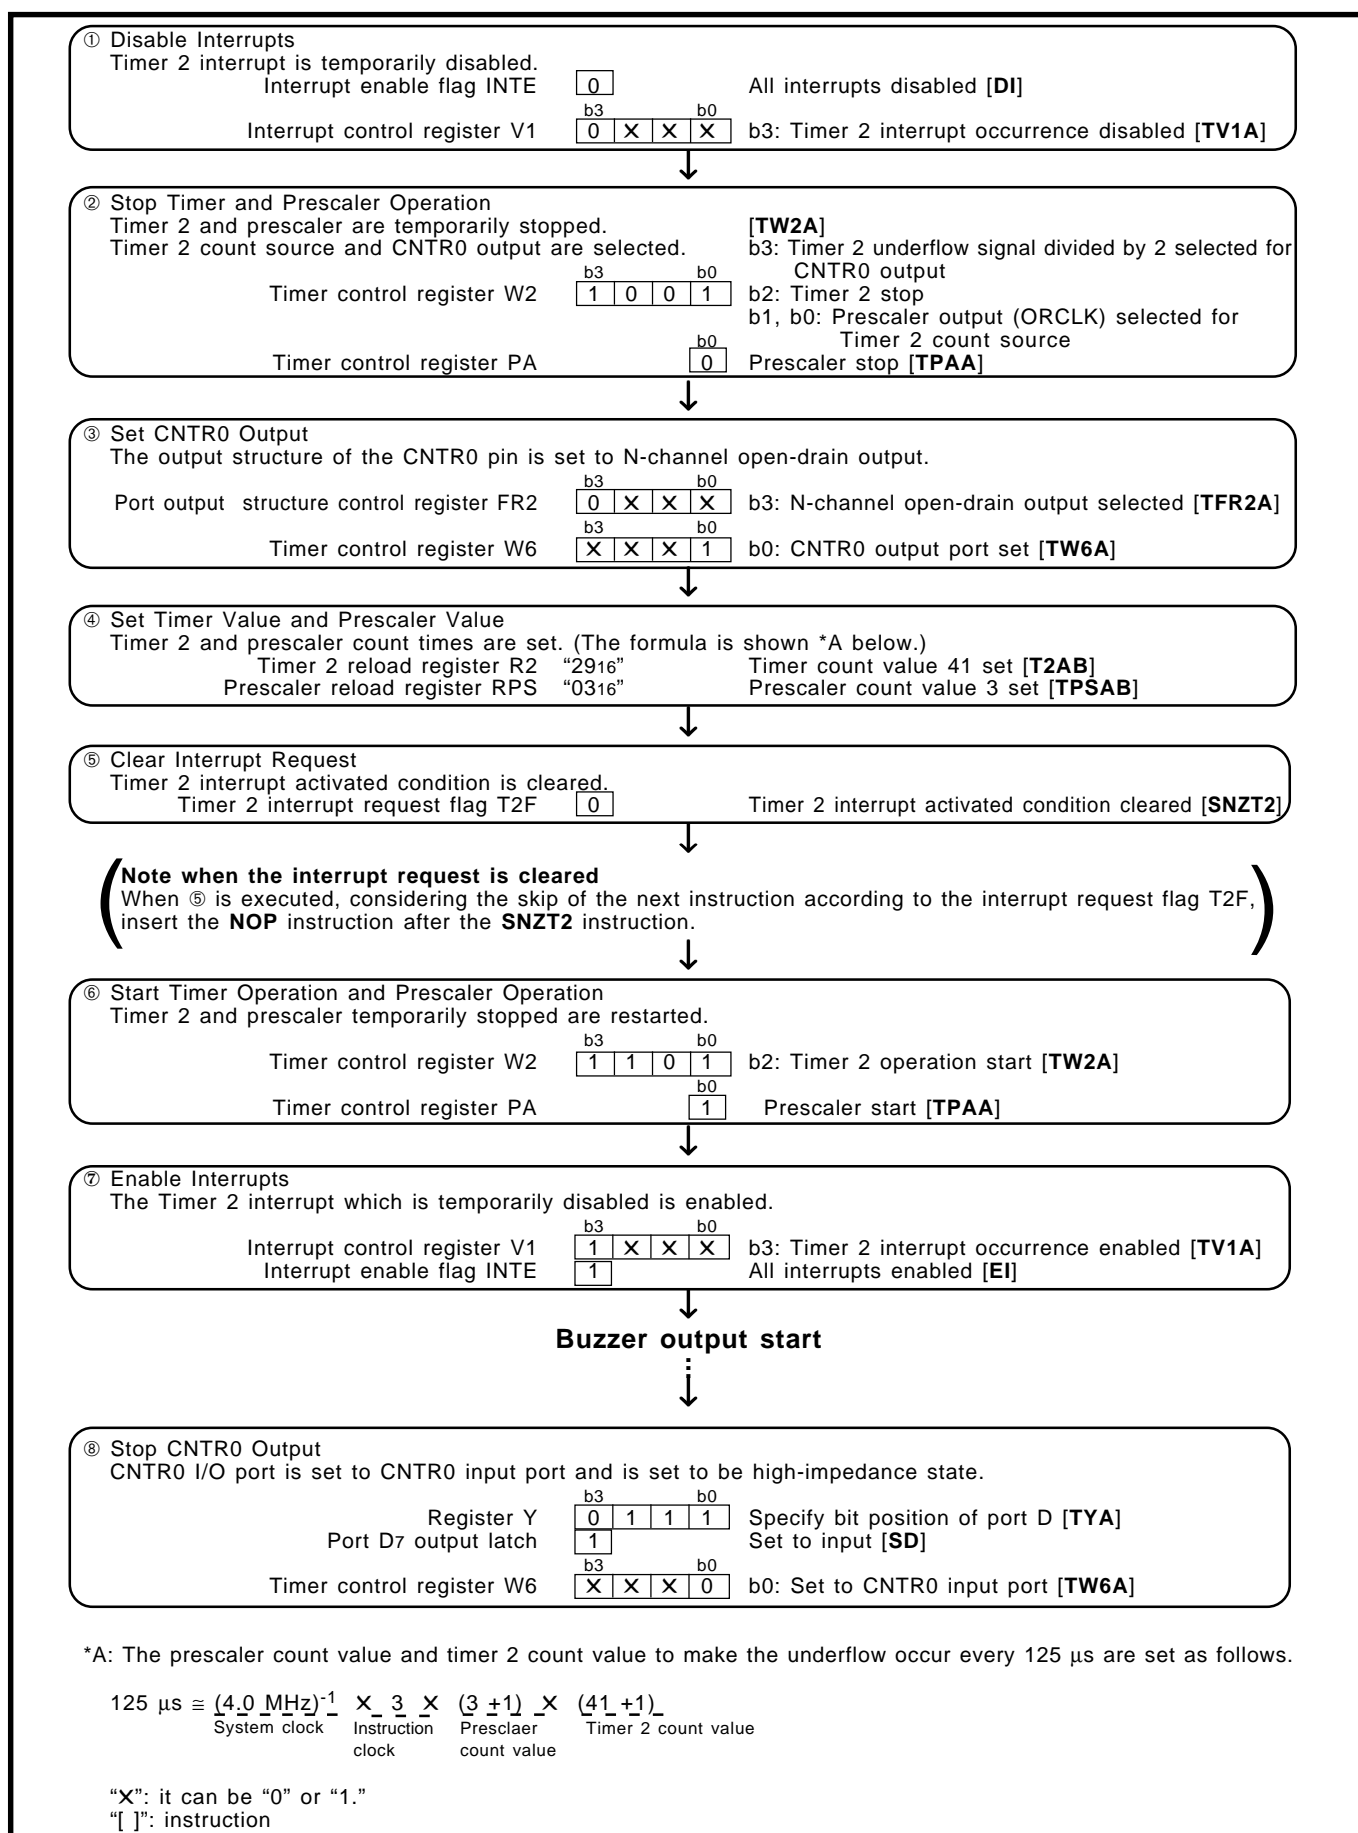 ① Disable Interrupts
Timer 2 interrupt is temporarily disabled.
Interrupt enable flag INTE 0 All interrupts disabled [DI]
b3 b0
Interrupt control register V1 0 X X X b3: Timer 2 interrupt occurrence disabled [TV1A]
② Stop Timer and Prescaler Operation
Timer 2 and prescaler are temporarily stopped. [TW2A]
Timer 2 count source and CNTR0 output are selected. b3: Timer 2 underflow signal divided by 2 selected for
b3 b0 CNTR0 output
Timer control register W2 1 0 0 1 b2: Timer 2 stop
b1, b0: Prescaler output (ORCLK) selected for
b0 Timer 2 count source
Timer control register PA 0 Prescaler stop [TPAA]
③ Set CNTR0 Output
The output structure of the CNTR0 pin is set to N-channel open-drain output.
b3 b0
Port output structure control register FR2 0 X X X b3: N-channel open-drain output selected [TFR2A]
b3 b0
Timer control register W6 X X X 1 b0: CNTR0 output port set [TW6A]
④ Set Timer Value and Prescaler Value
Timer 2 and prescaler count times are set. (The formula is shown *A below.)
Timer 2 reload register R2 “2916” Timer count value 41 set [T2AB]
Prescaler reload register RPS “0316” Prescaler count value 3 set [TPSAB]
⑤ Clear Interrupt Request
Timer 2 interrupt activated condition is cleared.
Timer 2 interrupt request flag T2F 0 Timer 2 interrupt activated condition cleared [SNZT2]
Note when the interrupt request is cleared
When ⑤ is executed, considering the skip of the next instruction according to the interrupt request flag T2F,
insert the NOP instruction after the SNZT2 instruction.
⑥ Start Timer Operation and Prescaler Operation
Timer 2 and prescaler temporarily stopped are restarted.
b3 b0
Timer control register W2 1 1 0 1 b2: Timer 2 operation start [TW2A]
b0
Timer control register PA 1 Prescaler start [TPAA]
⑦ Enable Interrupts
The Timer 2 interrupt which is temporarily disabled is enabled.
b3 b0
Interrupt control register V1 1 X X X b3: Timer 2 interrupt occurrence enabled [TV1A]
Interrupt enable flag INTE 1 All interrupts enabled [EI]
Buzzer output start
⑧ Stop CNTR0 Output
CNTR0 I/O port is set to CNTR0 input port and is set to be high-impedance state.
b3 b0
Register Y 0 1 1 1 Specify bit position of port D [TYA]
Port D7 output latch 1 Set to input [SD]
b3 b0
Timer control register W6 X X X 0 b0: Set to CNTR0 input port [TW6A]
*A: The prescaler count value and timer 2 count value to make the underflow occur every 125 µs are set as follows.
125 µs ≅ (4.0 MHz)-1 X 3 X (3 +1) X (41 +1)
System clock Instruction Presclaer Timer 2 count value
clock count value
“X”: it can be “0” or “1.”
“[ ]”: instruction